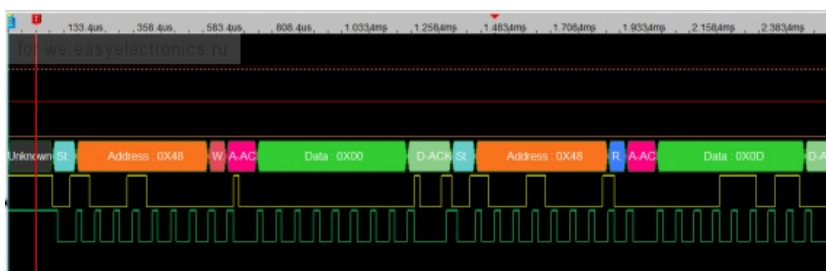 133.4us, 358.4us, 583.4us, 808.4us, 1.0334ms, 1.2584ms, 1.4834ms, 1.7084ms, 1.9334ms, 2.1584ms, 2.3834ms
T
for we.easyelectronics.ru
Unknown St. Address : 0X48 W A-AC Data : 0X00 D-ACK St. Address : 0X48 R. A-AC Data : 0X0D D-A